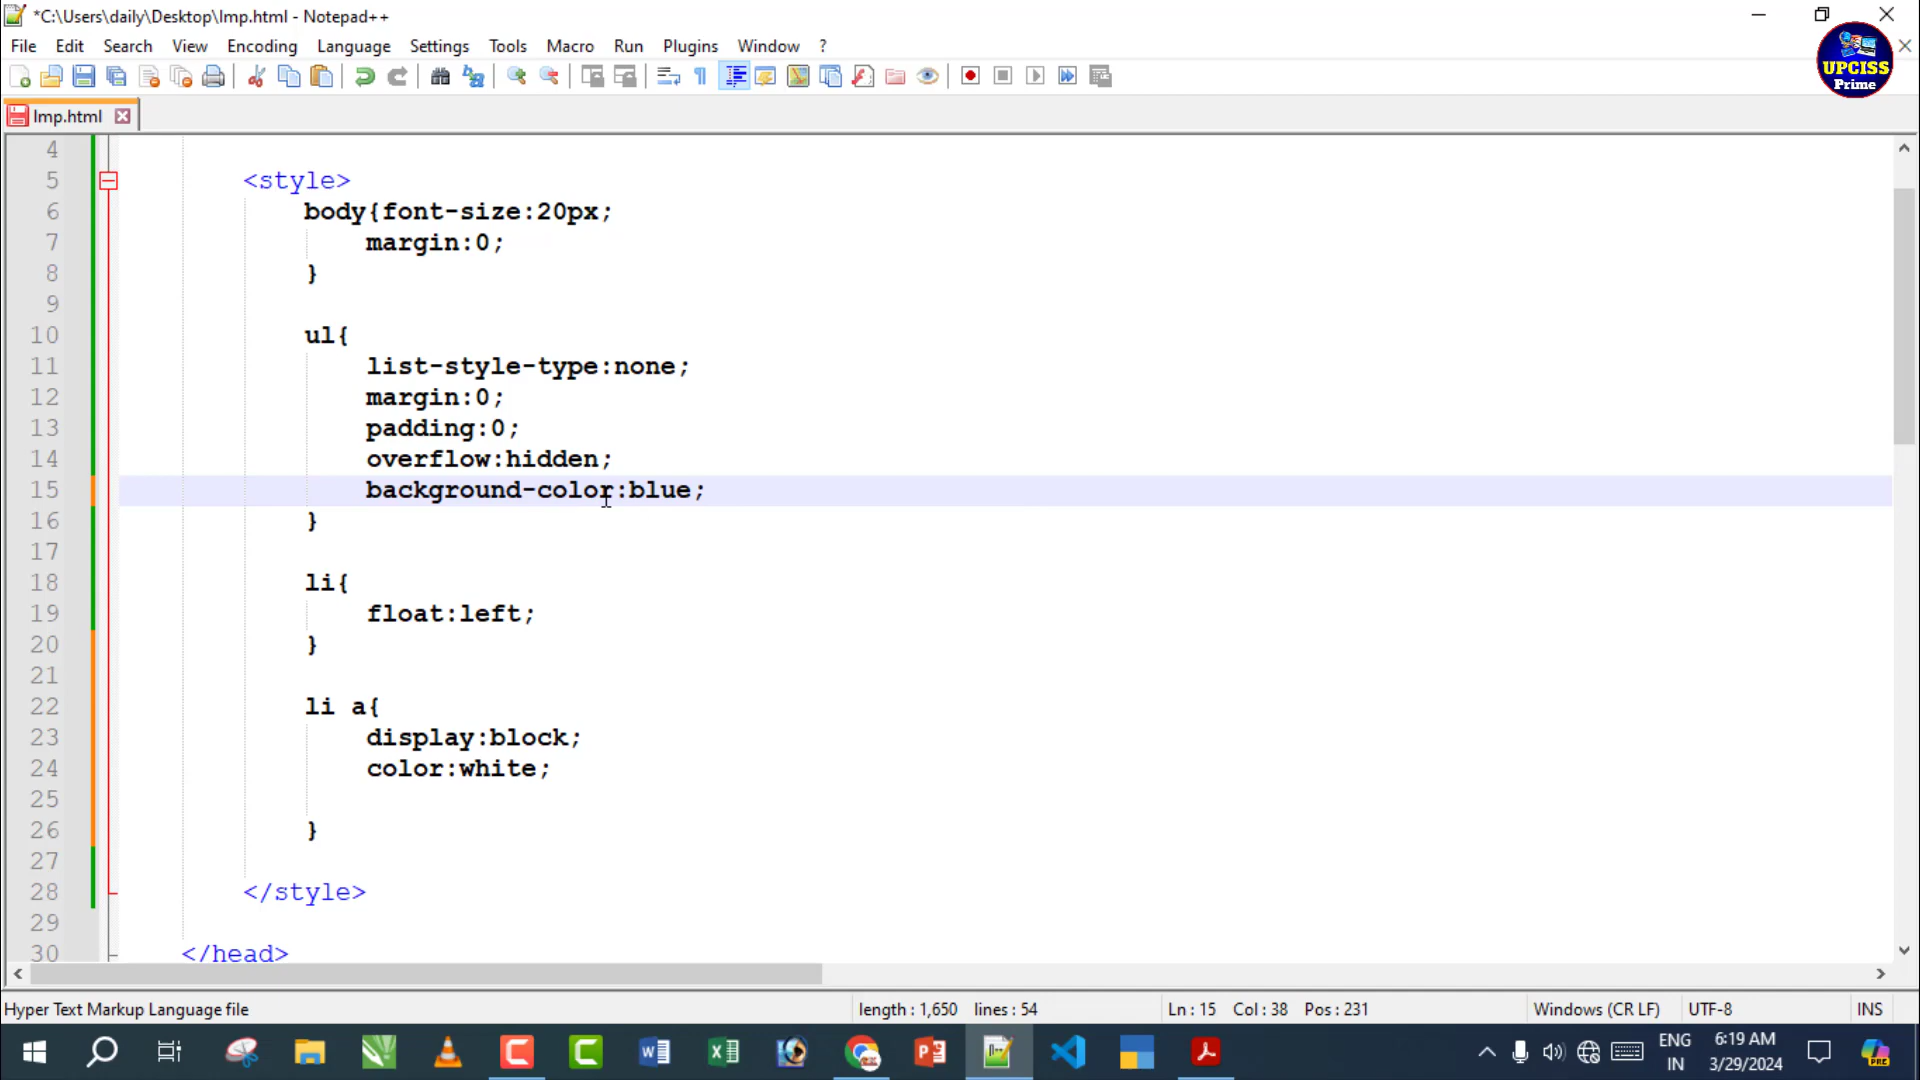 *C:\Users\daily\Desktop\Imp.html - Notepad++
File Edit Search View Encoding Language Settings Tools Macro Run Plugins Window ?
UPCISS
Prime
Imp.html
4
5 <style>
6 body{font-size:20px;
7 margin:0;
8 }
9
10 ul{
11 list-style-type:none;
12 margin:0;
13 padding:0;
14 overflow:hidden;
15 background-color:blue;
16 }
17
18 li{
19 float:left;
20 }
21
22 li a{
23 display:block;
24 color:white;
25
26 }
27
28 </style>
29
30 </head>
Hyper Text Markup Language file length : 1,650 lines : 54 Ln : 15 Col : 38 Pos : 231 Windows (CR LF) UTF-8 INS
ENG 6:19 AM
IN 3/29/2024